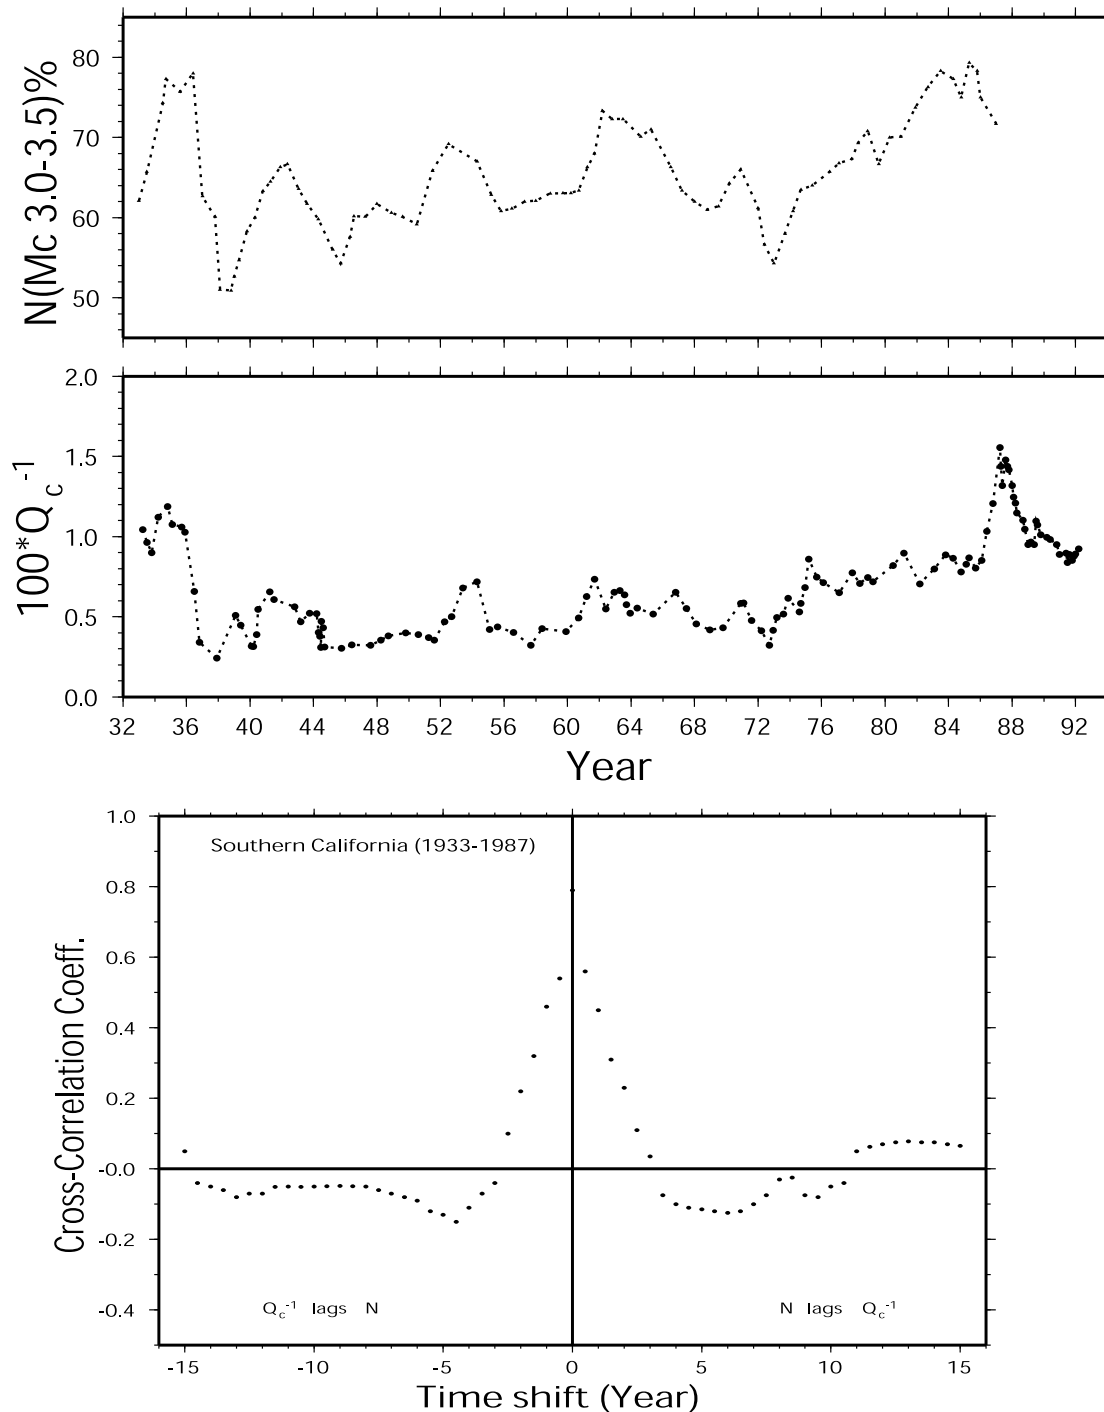 N(Mc 3.0-3.5)%
80
70
60
50
100*Q_c^-1
2.0
1.5
1.0
0.5
0.0
32 36 40 44 48 52 56 60 64 68 72 76 80 84 88 92
Year
Cross-Correlation Coeff.
1.0
0.8
0.6
0.4
0.2
-0.0
-0.2
-0.4
Southern California (1933-1987)
Q_c^-1 lags N
N lags Q_c^-1
-15 -10 -5 0 5 10 15
Time shift (Year)